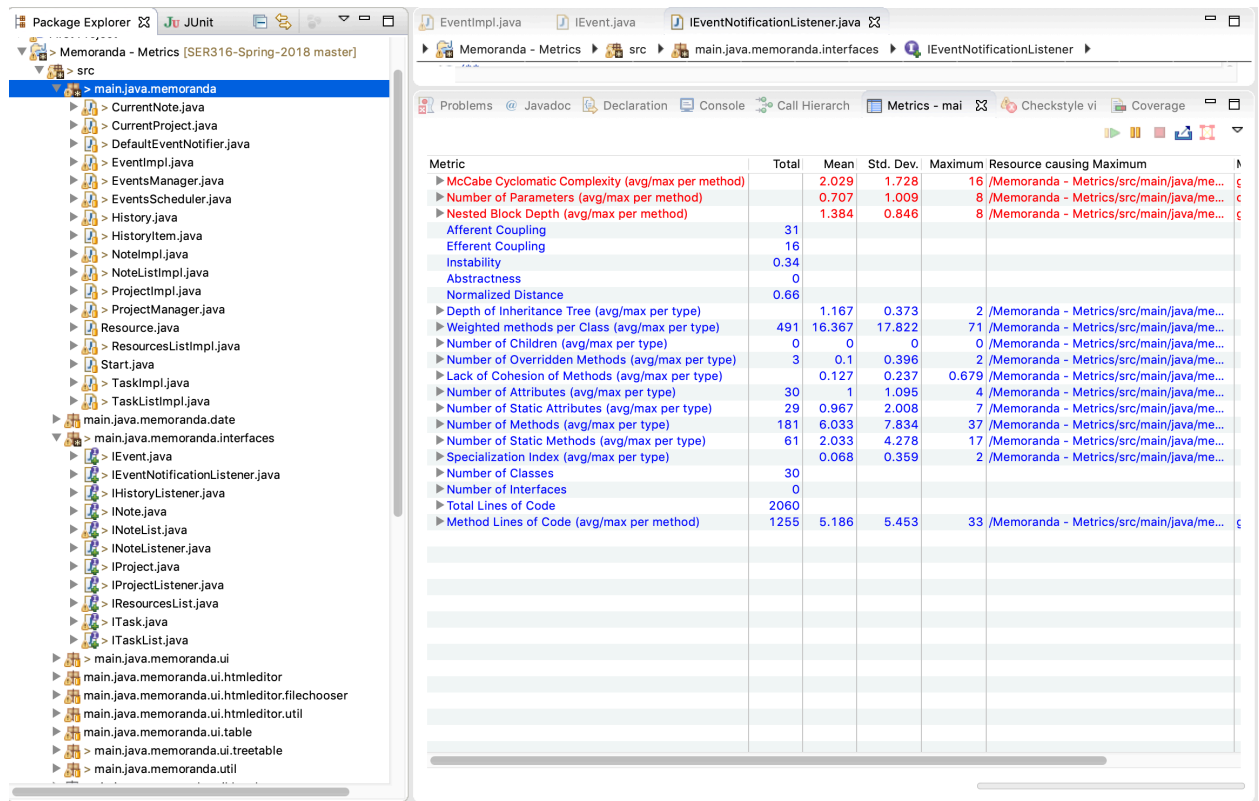 Package Explorer JUnit
> Memoranda - Metrics [SER316-Spring-2018 master]
> src
> main.java.memoranda
> CurrentNote.java
> CurrentProject.java
> DefaultEventNotifier.java
> EventImpl.java
> EventsManager.java
> EventsScheduler.java
> History.java
> HistoryItem.java
> NoteImpl.java
> NoteListImpl.java
> ProjectImpl.java
> ProjectManager.java
Resource.java
> ResourcesListImpl.java
Start.java
> TaskImpl.java
> TaskListImpl.java
main.java.memoranda.date
> main.java.memoranda.interfaces
> IEvent.java
> IEventNotificationListener.java
> IHistoryListener.java
> INote.java
> INoteList.java
> INoteListener.java
> IProject.java
> IProjectListener.java
> IResourcesList.java
> ITask.java
> ITaskList.java
> main.java.memoranda.ui
main.java.memoranda.ui.htmleditor
main.java.memoranda.ui.htmleditor.filechooser
main.java.memoranda.ui.htmleditor.util
main.java.memoranda.ui.table
> main.java.memoranda.ui.treetable
> main.java.memoranda.util
EventImpl.java IEvent.java IEventNotificationListener.java
Memoranda - Metrics src main.java.memoranda.interfaces IEventNotificationListener
Problems @ Javadoc Declaration Console Call Hierarch Metrics - mai Checkstyle vi Coverage
Metric Total Mean Std. Dev. Maximum Resource causing Maximum
McCabe Cyclomatic Complexity (avg/max per method) 2.029 1.728 16 /Memoranda - Metrics/src/main/java/me...
Number of Parameters (avg/max per method) 0.707 1.009 8 /Memoranda - Metrics/src/main/java/me...
Nested Block Depth (avg/max per method) 1.384 0.846 8 /Memoranda - Metrics/src/main/java/me...
Afferent Coupling 31
Efferent Coupling 16
Instability 0.34
Abstractness 0
Normalized Distance 0.66
Depth of Inheritance Tree (avg/max per type) 1.167 0.373 2 /Memoranda - Metrics/src/main/java/me...
Weighted methods per Class (avg/max per type) 491 16.367 17.822 71 /Memoranda - Metrics/src/main/java/me...
Number of Children (avg/max per type) 0 0 0 0 /Memoranda - Metrics/src/main/java/me...
Number of Overridden Methods (avg/max per type) 3 0.1 0.396 2 /Memoranda - Metrics/src/main/java/me...
Lack of Cohesion of Methods (avg/max per type) 0.127 0.237 0.679 /Memoranda - Metrics/src/main/java/me...
Number of Attributes (avg/max per type) 30 1 1.095 4 /Memoranda - Metrics/src/main/java/me...
Number of Static Attributes (avg/max per type) 29 0.967 2.008 7 /Memoranda - Metrics/src/main/java/me...
Number of Methods (avg/max per type) 181 6.033 7.834 37 /Memoranda - Metrics/src/main/java/me...
Number of Static Methods (avg/max per type) 61 2.033 4.278 17 /Memoranda - Metrics/src/main/java/me...
Specialization Index (avg/max per type) 0.068 0.359 2 /Memoranda - Metrics/src/main/java/me...
Number of Classes 30
Number of Interfaces 0
Total Lines of Code 2060
Method Lines of Code (avg/max per method) 1255 5.186 5.453 33 /Memoranda - Metrics/src/main/java/me...